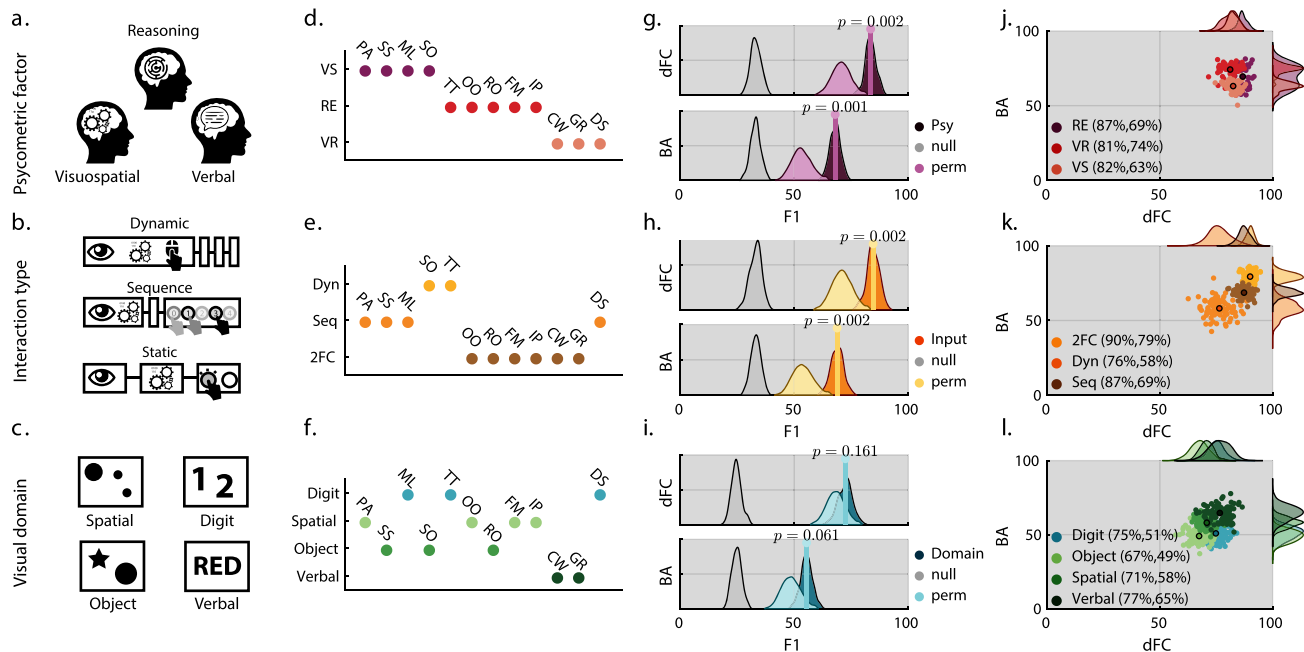 a.
Psycometric factor
Reasoning
Visuospatial
Verbal
b.
Interaction type
Dynamic
Sequence
Static
c.
Visual domain
Spatial
1 2
Digit
Object
RED
Verbal
d.
PA SS ML SO
VS
TT OO RO FM IP
RE
CW GR DS
VR
e.
SO TT
Dyn
PA SS ML DS
Seq
OO RO FM IP CW GR
2FC
f.
ML TT DS
Digit
PA OO FM IP
Spatial
SS SO RO
Object
CW GR
Verbal
g.
p = 0.002
dFC
p = 0.001
BA
Psy
null
perm
0 50 100
F1
h.
p = 0.002
dFC
p = 0.002
BA
Input
null
perm
0 50 100
F1
i.
p = 0.161
dFC
p = 0.061
BA
Domain
null
perm
0 50 100
F1
j.
100
BA
50
RE (87%,69%)
VR (81%,74%)
VS (82%,63%)
0
0 50 100
dFC
k.
100
BA
50
2FC (90%,79%)
Dyn (76%,58%)
Seq (87%,69%)
0
50 100
dFC
l.
100
BA
50
Digit (75%,51%)
Object (67%,49%)
Spatial (71%,58%)
Verbal (77%,65%)
0
0 50 100
dFC